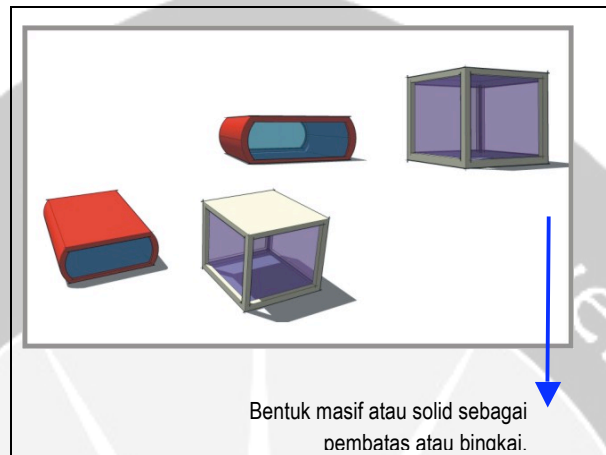 Bentuk masif atau solid sebagai
pembatas atau bingkai.